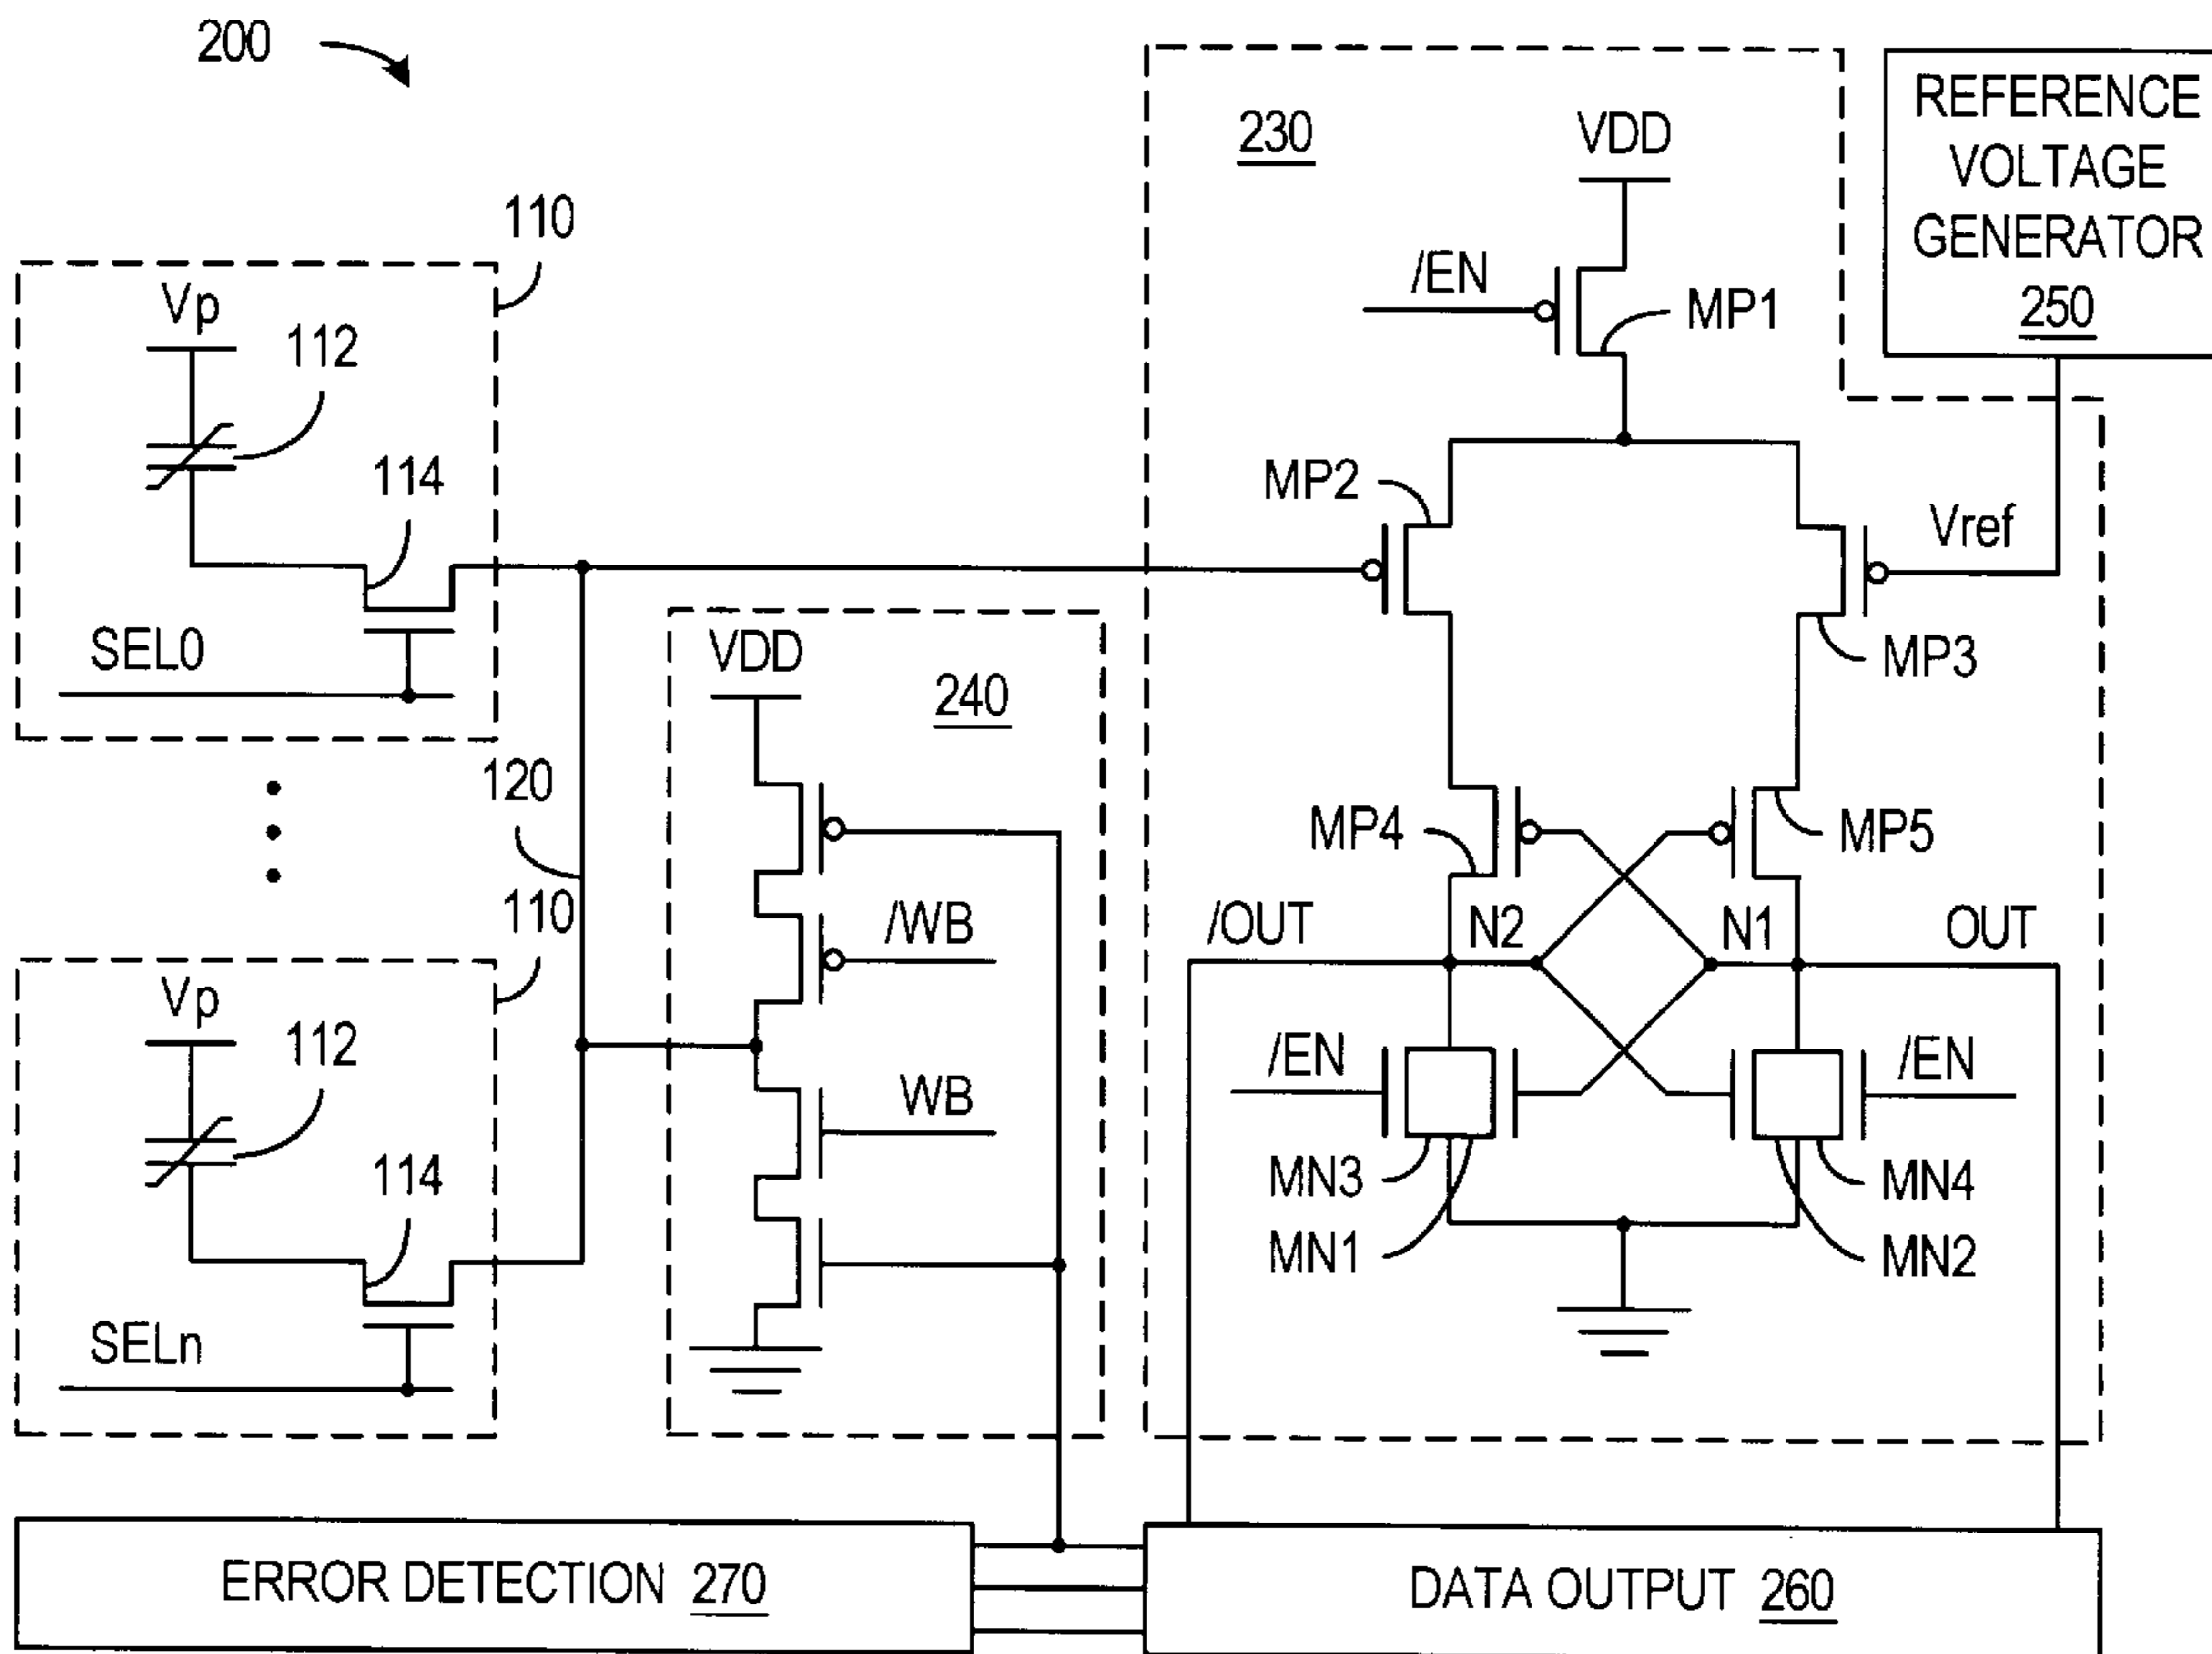 200
230
VDD
REFERENCE
VOLTAGE
GENERATOR
250
110
Vp
112
/EN
MP1
114
MP2
Vref
SEL0
VDD
240
MP3
120
MP4
MP5
110
/WB
/OUT
N2
N1
OUT
Vp
112
WB
/EN
/EN
114
MN3
MN4
MN1
MN2
SELn
ERROR DETECTION 270
DATA OUTPUT 260